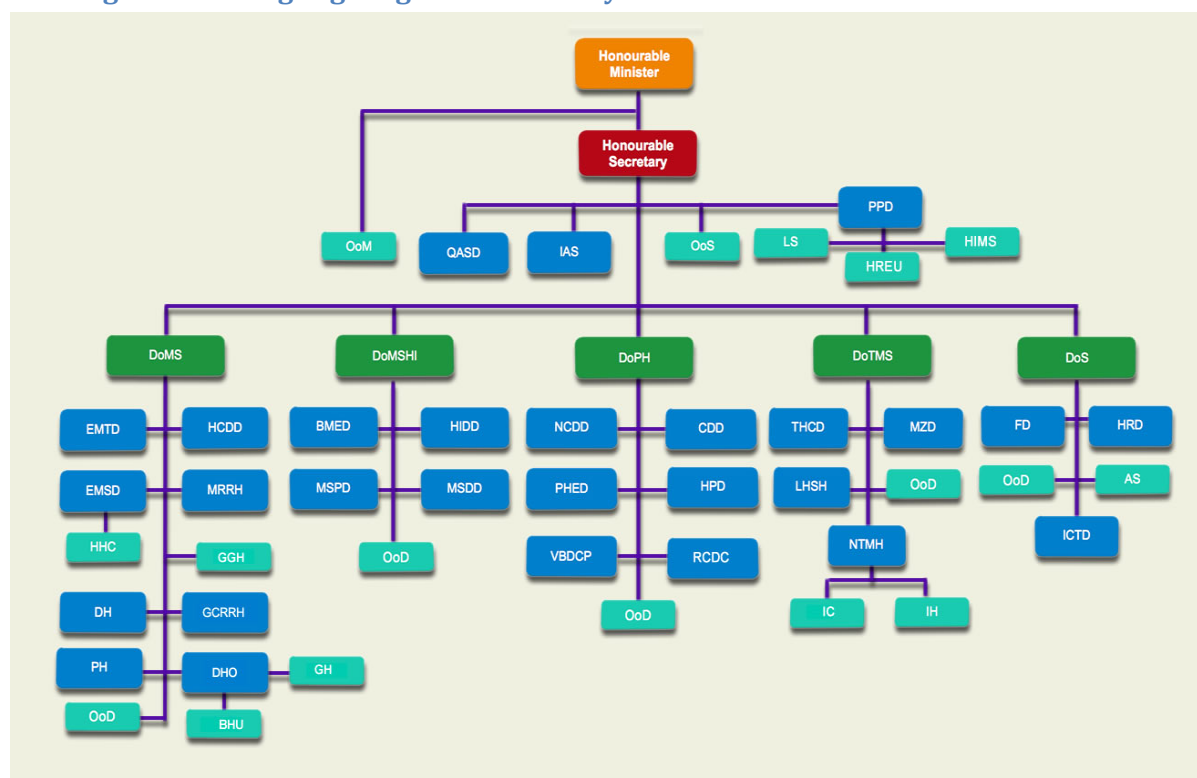 Honourable
Minister
Honourable
Secretary
PPD
OoM
QASD
IAS
OoS
LS
HIMS
HREU
DoMS
DoMSHI
DoPH
DoTMS
DoS
EMTD
HCDD
BMED
HIDD
NCDD
CDD
THCD
MZD
FD
HRD
EMSD
MRRH
MSPD
MSDD
PHED
HPD
LHSH
OoD
OoD
AS
HHC
GGH
OoD
VBDCP
RCDC
NTMH
ICTD
DH
GCRRH
OoD
IC
IH
PH
DHO
GH
OoD
BHU